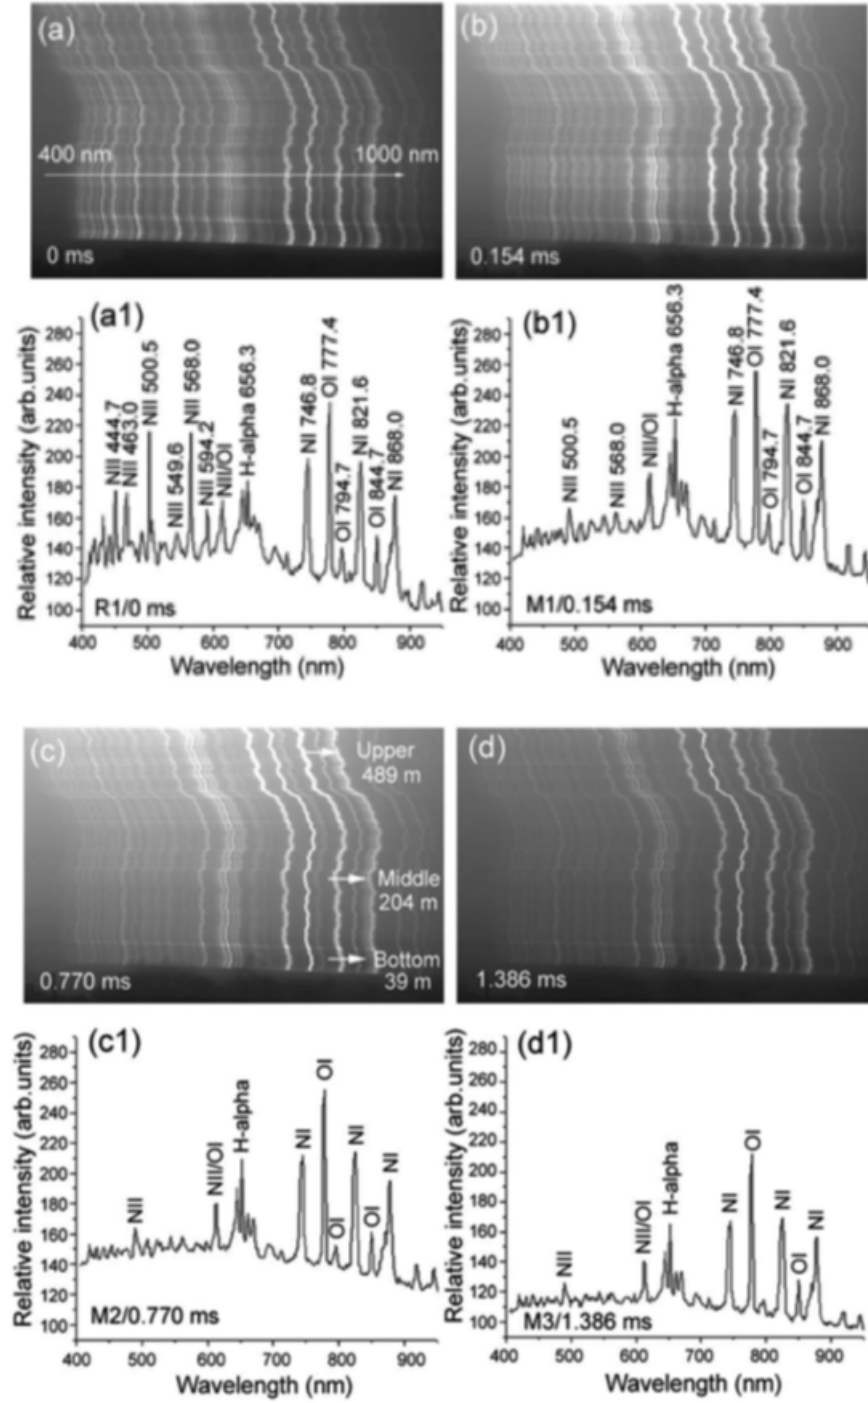 (a)
400 nm
1000 nm
0 ms
(b)
0.154 ms
(a1)
Relative intensity (arb.units)
280
260
240
220
200
180
160
140
120
100
NII 444.7
NII 463.0
NII 500.5
NII 549.6
NII 568.0
NII 594.2
NII/OI
H-alpha 656.3
NI 746.8
OI 777.4
OI 794.7
NI 821.6
OI 844.7
NI 868.0
R1/0 ms
400 500 600 700 800 900
Wavelength (nm)
(b1)
Relative intensity (arb.units)
280
260
240
220
200
180
160
140
120
100
NII 500.5
NII 568.0
NII/OI
H-alpha 656.3
NI 746.8
OI 777.4
OI 794.7
NI 821.6
OI 844.7
NI 868.0
M1/0.154 ms
400 500 600 700 800 900
Wavelength (nm)
(c)
Upper
489 m
Middle
204 m
Bottom
39 m
0.770 ms
(d)
1.386 ms
(c1)
Relative intensity (arb.units)
280
260
240
220
200
180
160
140
120
100
NII
NII/OI
H-alpha
NI
OI
OI
NI
OI
NI
M2/0.770 ms
400 500 600 700 800 900
Wavelength (nm)
(d1)
Relative intensity (arb.units)
280
260
240
220
200
180
160
140
120
100
NII
NII/OI
H-alpha
NI
OI
NI
OI
NI
M3/1.386 ms
400 500 600 700 800 900
Wavelength (nm)